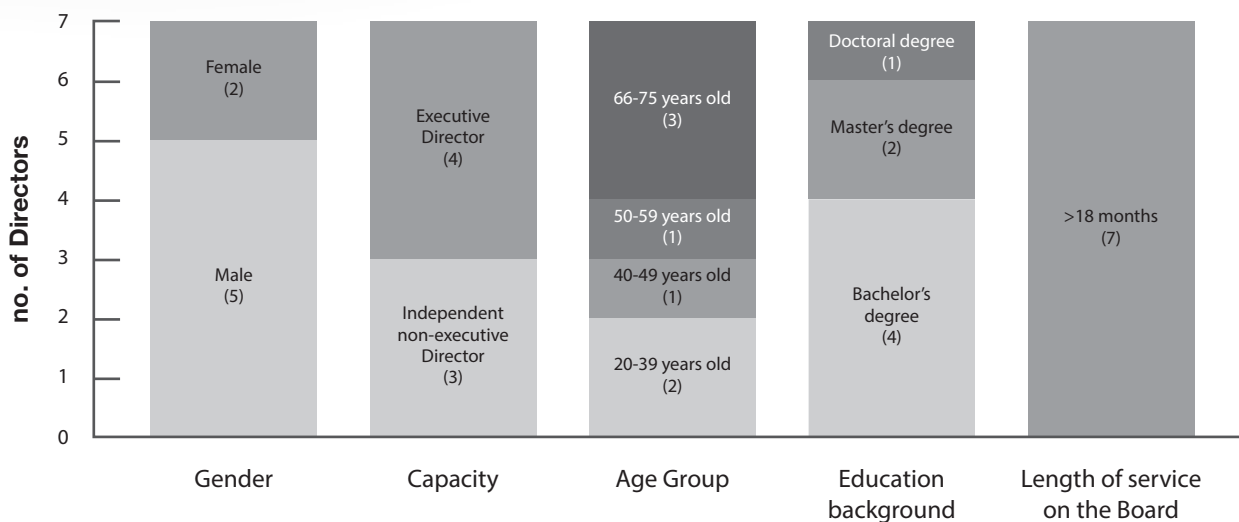 no. of Directors
7
6
5
4
3
2
1
0
Female
(2)
Male
(5)
Gender
Executive
Director
(4)
Independent
non-executive
Director
(3)
Capacity
66-75 years old
(3)
50-59 years old
(1)
40-49 years old
(1)
20-39 years old
(2)
Age Group
Doctoral degree
(1)
Master’s degree
(2)
Bachelor’s
degree
(4)
Education
background
>18 months
(7)
Length of service
on the Board